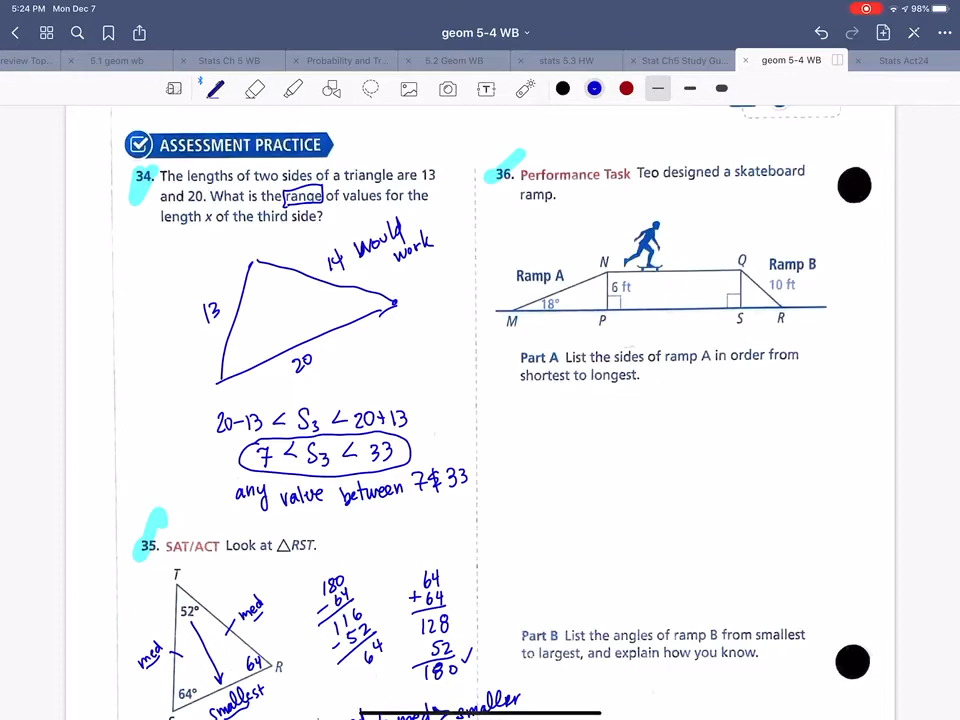 5:24 PM Mon Dec 7
98%
geom 5-4 WB
review Top...
5.1 geom wb
Stats Ch 5 WB
Probability and Tr...
5.2 Geom WB
stats 5.3 HW
Stat Ch5 Study Gu...
geom 5-4 WB
Stats Act24
ASSESSMENT PRACTICE
34. The lengths of two sides of a triangle are 13
and 20. What is the range of values for the
length x of the third side?
14 would
work
13
20
20-13 < S3 < 20+13
7 < S3 < 33
any value between 7 & 33
35. SAT/ACT Look at △RST.
T
52°
med
med
64
R
64°
smallest
S
180
- 64
116
- 52
64
64
+ 64
128
52
180 ✓
smaller
36. Performance Task Teo designed a skateboard
ramp.
N
Q
Ramp A
Ramp B
6 ft
10 ft
18°
M
P
S
R
Part A List the sides of ramp A in order from
shortest to longest.
Part B List the angles of ramp B from smallest
to largest, and explain how you know.